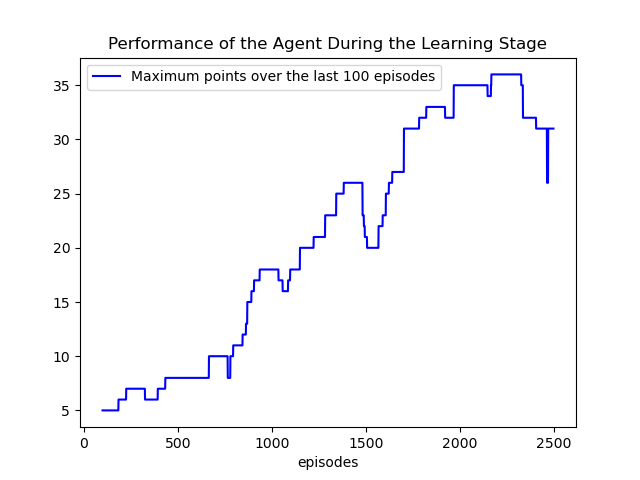 Performance of the Agent During the Learning Stage
Maximum points over the last 100 episodes
35
30
25
20
15
10
5
0 500 1000 1500 2000 2500
episodes